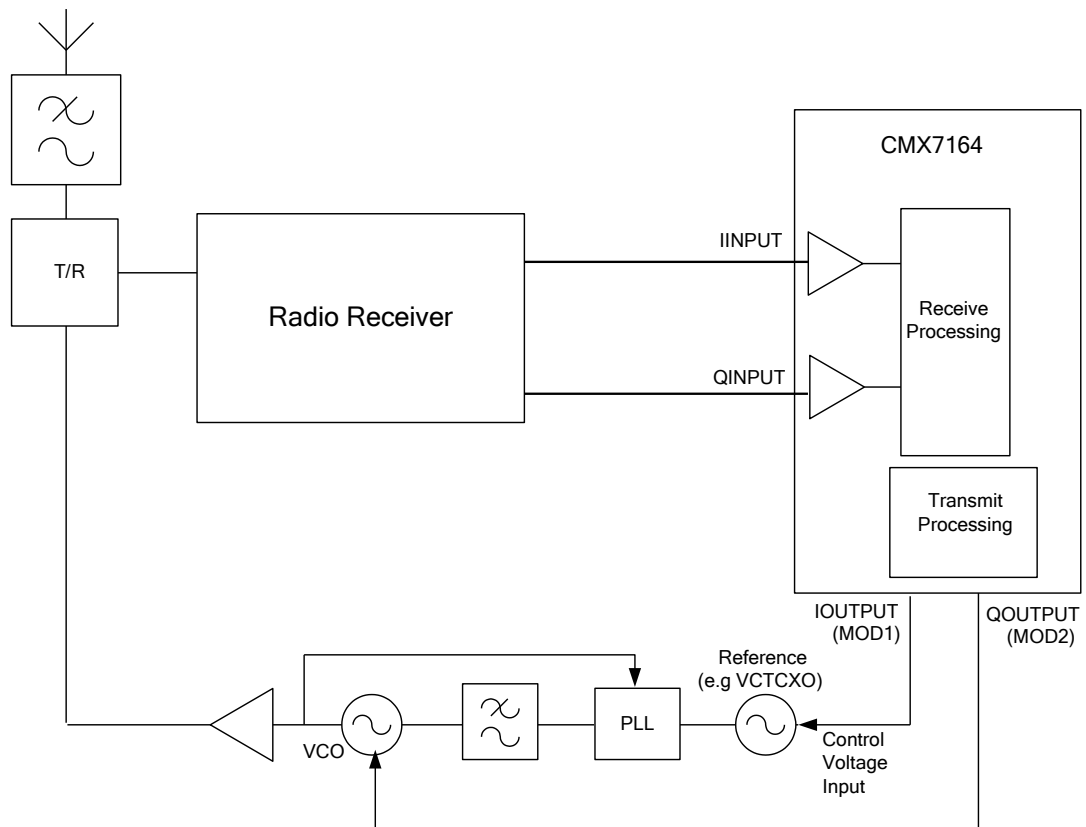 CMX7164
IINPUT
T/R
Radio Receiver
Receive
Processing
QINPUT
Transmit
Processing
IOUTPUT
(MOD1)
QOUTPUT
(MOD2)
Reference
(e.g VCTCXO)
PLL
VCO
Control
Voltage
Input